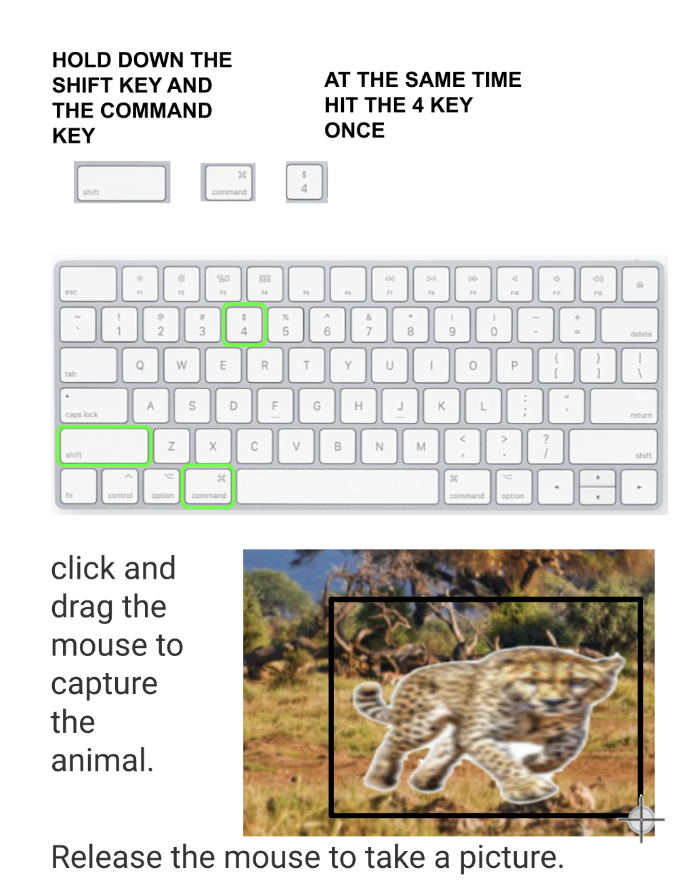 HOLD DOWN THE
SHIFT KEY AND
THE COMMAND
KEY
AT THE SAME TIME
HIT THE 4 KEY
ONCE
shift
⌘
command
$
4
esc F1 F2 F3 F4 F5 F6 F7 F8 F9 F10 F11 F12
~ ! @ # $ % ^ & * ( ) — +
` 1 2 3 4 5 6 7 8 9 0 - = delete
tab Q W E R T Y U I O P { [ } ] | \
caps lock A S D F G H J K L : ; " ' return
shift Z X C V B N M < , > . ? / shift
fn control option ⌘ command ⌘ command option
click and
drag the
mouse to
capture
the
animal.
Release the mouse to take a picture.